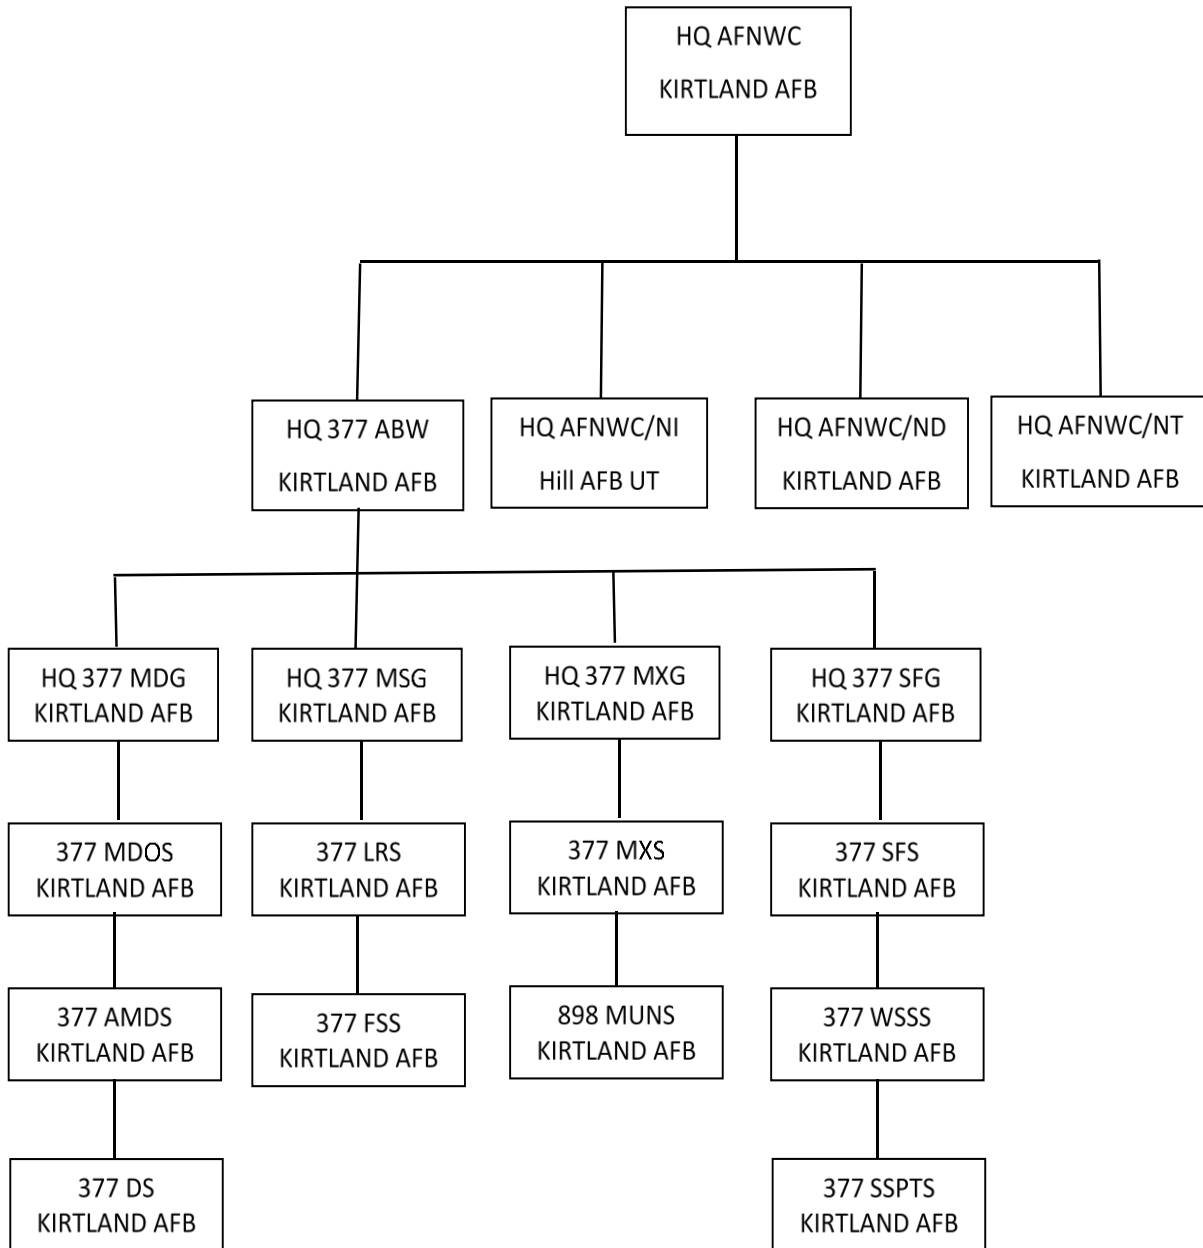 HQ AFNWC
KIRTLAND AFB
HQ 377 ABW
KIRTLAND AFB
HQ AFNWC/NI
Hill AFB UT
HQ AFNWC/ND
KIRTLAND AFB
HQ AFNWC/NT
KIRTLAND AFB
HQ 377 MDG
KIRTLAND AFB
HQ 377 MSG
KIRTLAND AFB
HQ 377 MXG
KIRTLAND AFB
HQ 377 SFG
KIRTLAND AFB
377 MDOS
KIRTLAND AFB
377 LRS
KIRTLAND AFB
377 MXS
KIRTLAND AFB
377 SFS
KIRTLAND AFB
377 AMDS
KIRTLAND AFB
377 FSS
KIRTLAND AFB
898 MUNS
KIRTLAND AFB
377 WSSS
KIRTLAND AFB
377 DS
KIRTLAND AFB
377 SSPTS
KIRTLAND AFB